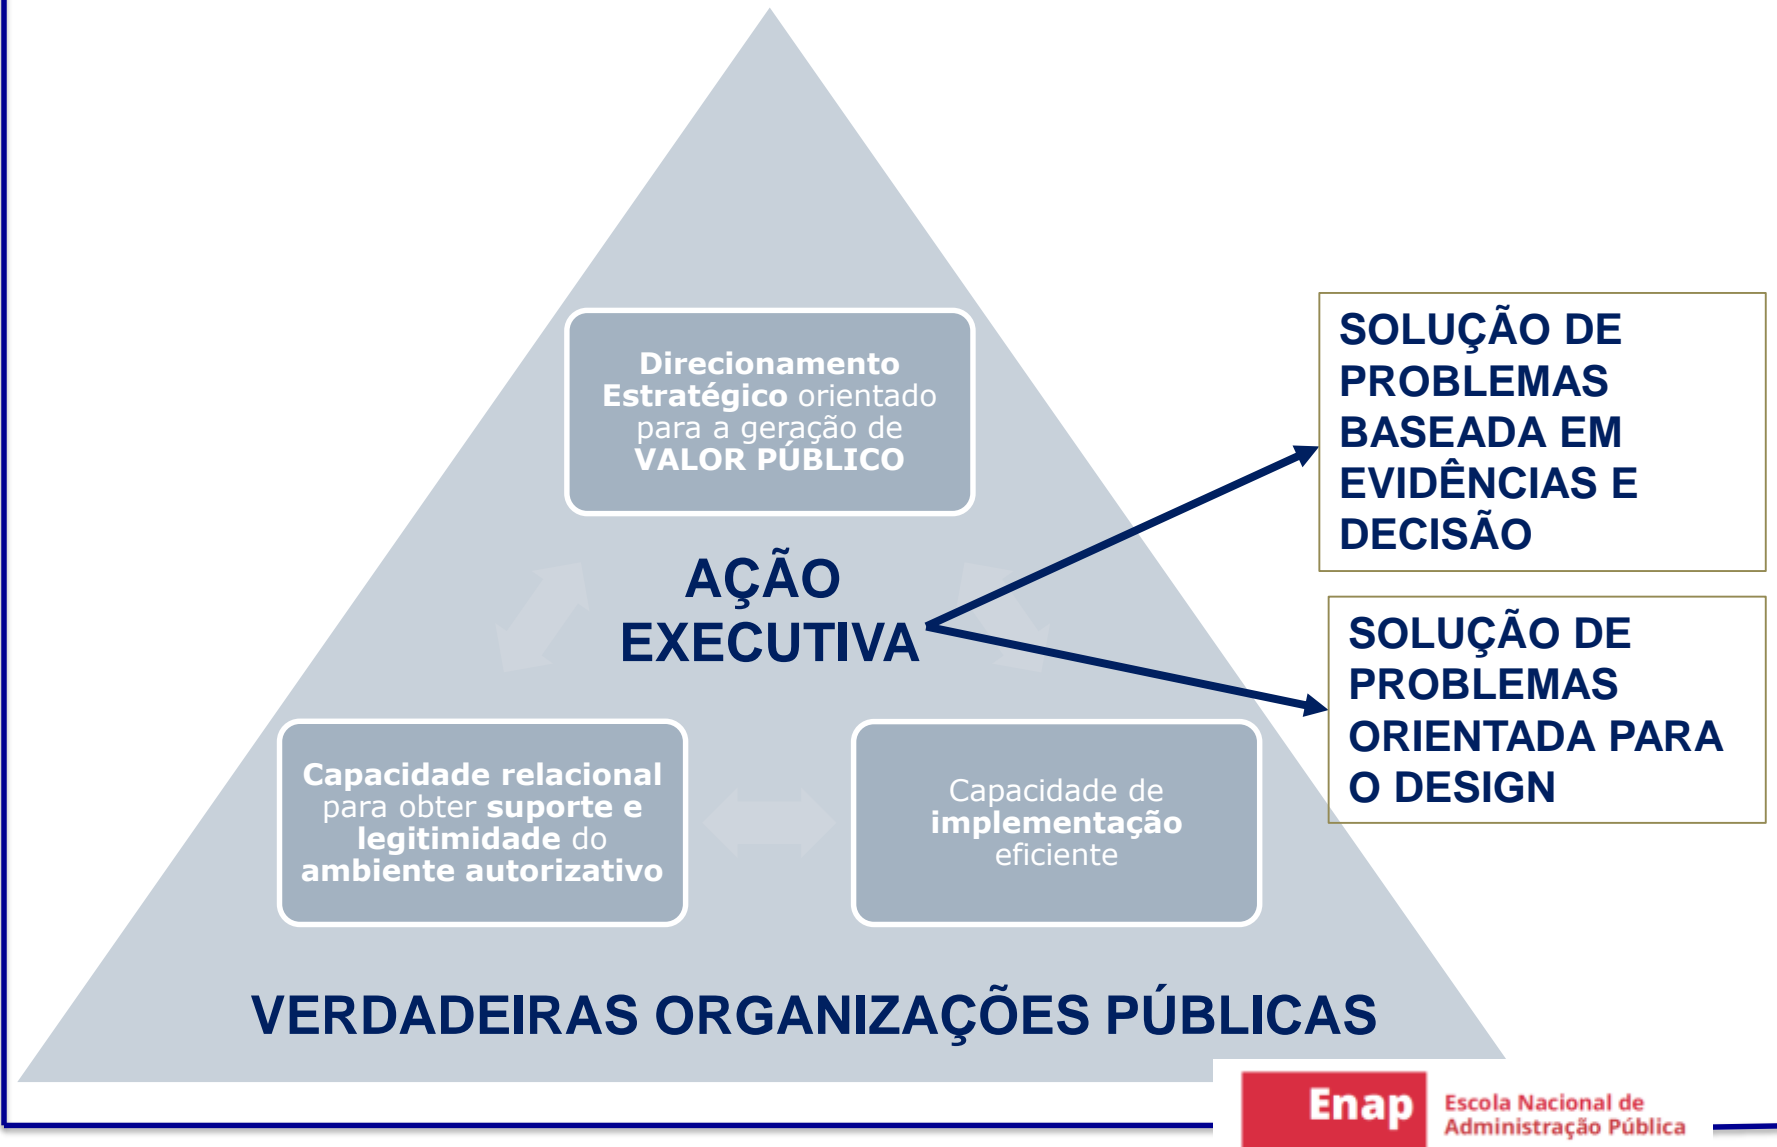 Direcionamento
Estratégico orientado
para a geração de
VALOR PÚBLICO
AÇÃO
EXECUTIVA
SOLUÇÃO DE
PROBLEMAS
BASEADA EM
EVIDÊNCIAS E
DECISÃO
SOLUÇÃO DE
PROBLEMAS
ORIENTADA PARA
O DESIGN
Capacidade relacional
para obter suporte e
legitimidade do
ambiente autorizativo
Capacidade de
implementação
eficiente
VERDADEIRAS ORGANIZAÇÕES PÚBLICAS
Enap
Escola Nacional de
Administração Pública